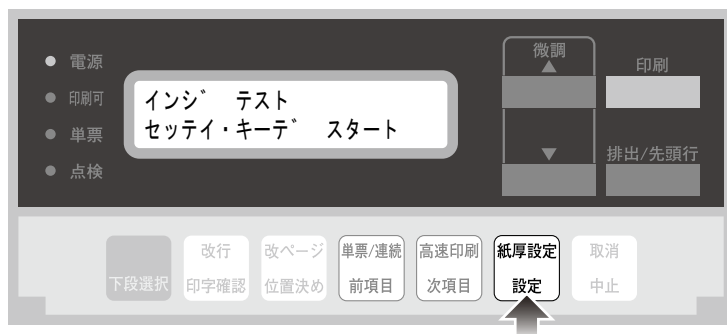 電源
印刷可
単票
点検
インシ゛ テスト
セッテイ・キーテ゛ スタート
微調
▲
▼
印刷
排出/先頭行
下段選択
改行
印字確認
改ページ
位置決め
単票/連続
前項目
高速印刷
次項目
紙厚設定
設定
取消
中止